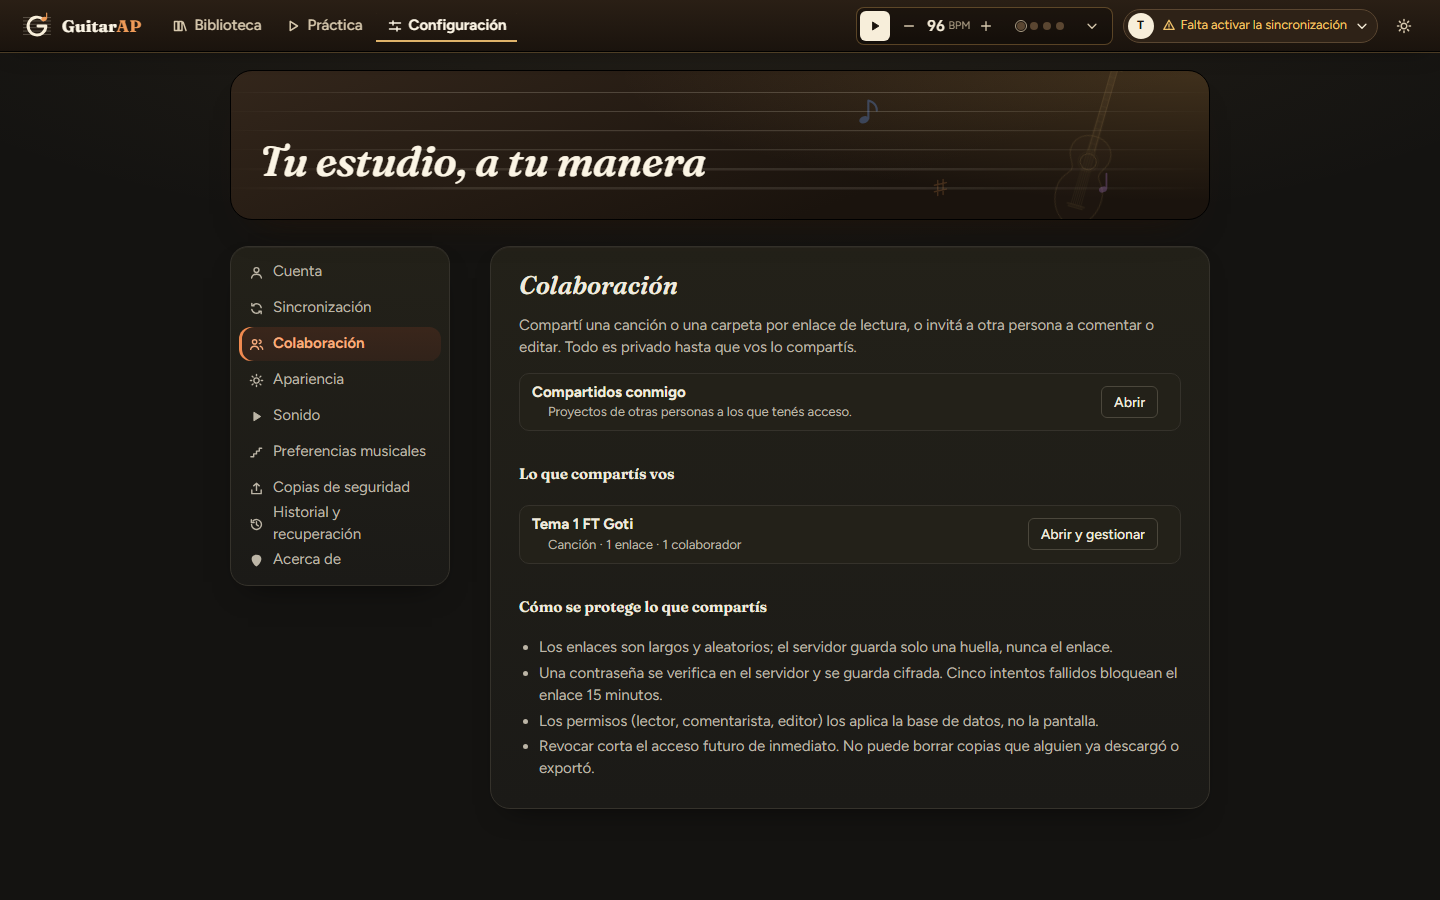 GuitarAP
Biblioteca
Práctica
Configuración
96 BPM
T
Falta activar la sincronización
Tu estudio, a tu manera
Cuenta
Sincronización
Colaboración
Apariencia
Sonido
Preferencias musicales
Copias de seguridad
Historial y
recuperación
Acerca de
Colaboración
Compartí una canción o una carpeta por enlace de lectura, o invitá a otra persona a comentar o
editar. Todo es privado hasta que vos lo compartís.
Compartidos conmigo
Proyectos de otras personas a los que tenés acceso.
Abrir
Lo que compartís vos
Tema 1 FT Goti
Canción · 1 enlace · 1 colaborador
Abrir y gestionar
Cómo se protege lo que compartís
• Los enlaces son largos y aleatorios; el servidor guarda solo una huella, nunca el enlace.
• Una contraseña se verifica en el servidor y se guarda cifrada. Cinco intentos fallidos bloquean el
enlace 15 minutos.
• Los permisos (lector, comentarista, editor) los aplica la base de datos, no la pantalla.
• Revocar corta el acceso futuro de inmediato. No puede borrar copias que alguien ya descargó o
exportó.